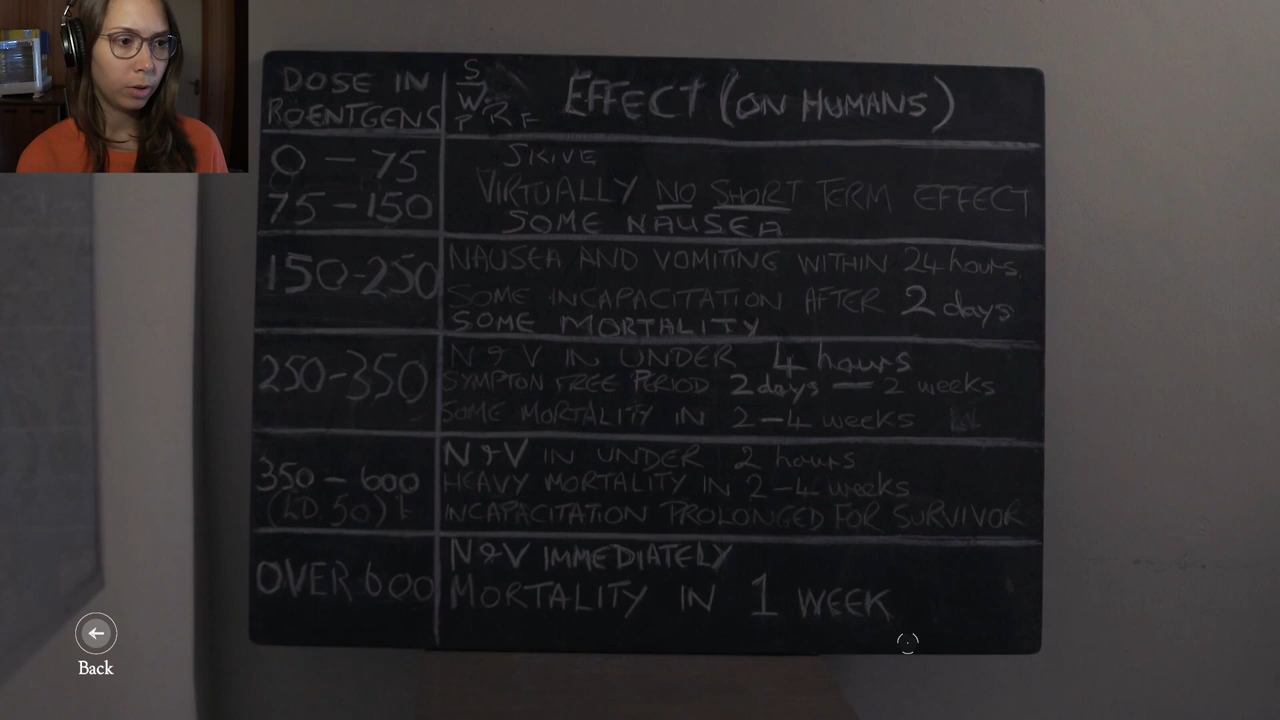 DOSE IN
ROENTGENS
S
W.
P R F
EFFECT (ON HUMANS)
0 – 75
SKIVE
VIRTUALLY NO SHORT TERM EFFECT
75 – 150
SOME NAUSEA
150-250
NAUSEA AND VOMITING WITHIN 24 hours.
SOME INCAPACITATION AFTER 2 days
SOME MORTALITY
250-350
N & V IN UNDER 4 hours
SYMPTON FREE PERIOD 2 days — 2 weeks
SOME MORTALITY IN 2–4 weeks
350 – 600
(LD 50)
N & V IN UNDER 2 hours
HEAVY MORTALITY IN 2–4 weeks
INCAPACITATION PROLONGED FOR SURVIVOR
OVER 600
N & V IMMEDIATELY
MORTALITY IN 1 WEEK
Back